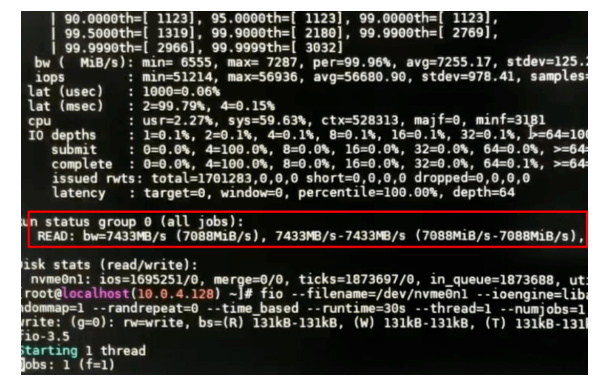 | 90.0000th=[ 1123], 95.0000th=[ 1123], 99.0000th=[ 1123],
| 99.5000th=[ 1319], 99.9000th=[ 2180], 99.9900th=[ 2769],
| 99.9990th=[ 2966], 99.9999th=[ 3032]
bw ( MiB/s): min= 6555, max= 7287, per=99.96%, avg=7255.17, stdev=125.
iops : min=51214, max=56936, avg=56680.90, stdev=978.41, samples=
lat (usec) : 1000=0.06%
lat (msec) : 2=99.79%, 4=0.15%
cpu : usr=2.27%, sys=59.63%, ctx=528313, majf=0, minf=3181
IO depths : 1=0.1%, 2=0.1%, 4=0.1%, 8=0.1%, 16=0.1%, 32=0.1%, >=64=100
submit : 0=0.0%, 4=100.0%, 8=0.0%, 16=0.0%, 32=0.0%, 64=0.0%, >=64
complete : 0=0.0%, 4=100.0%, 8=0.0%, 16=0.0%, 32=0.0%, 64=0.1%, >=64
issued rwts: total=1701283,0,0,0 short=0,0,0,0 dropped=0,0,0,0
latency : target=0, window=0, percentile=100.00%, depth=64
un status group 0 (all jobs):
READ: bw=7433MB/s (7088MiB/s), 7433MB/s-7433MB/s (7088MiB/s-7088MiB/s),
isk stats (read/write):
nvme0n1: ios=1695251/0, merge=0/0, ticks=1873697/0, in_queue=1873688, uti
[root@localhost(10.0.4.128) ~]# fio --filename=/dev/nvme0n1 --ioengine=liba
ndommap=1 --randrepeat=0 --time_based --runtime=30s --thread=1 --numjobs=1
write: (g=0): rw=write, bs=(R) 131kB-131kB, (W) 131kB-131kB, (T) 131kB-131
fio-3.5
Starting 1 thread
Jobs: 1 (f=1)